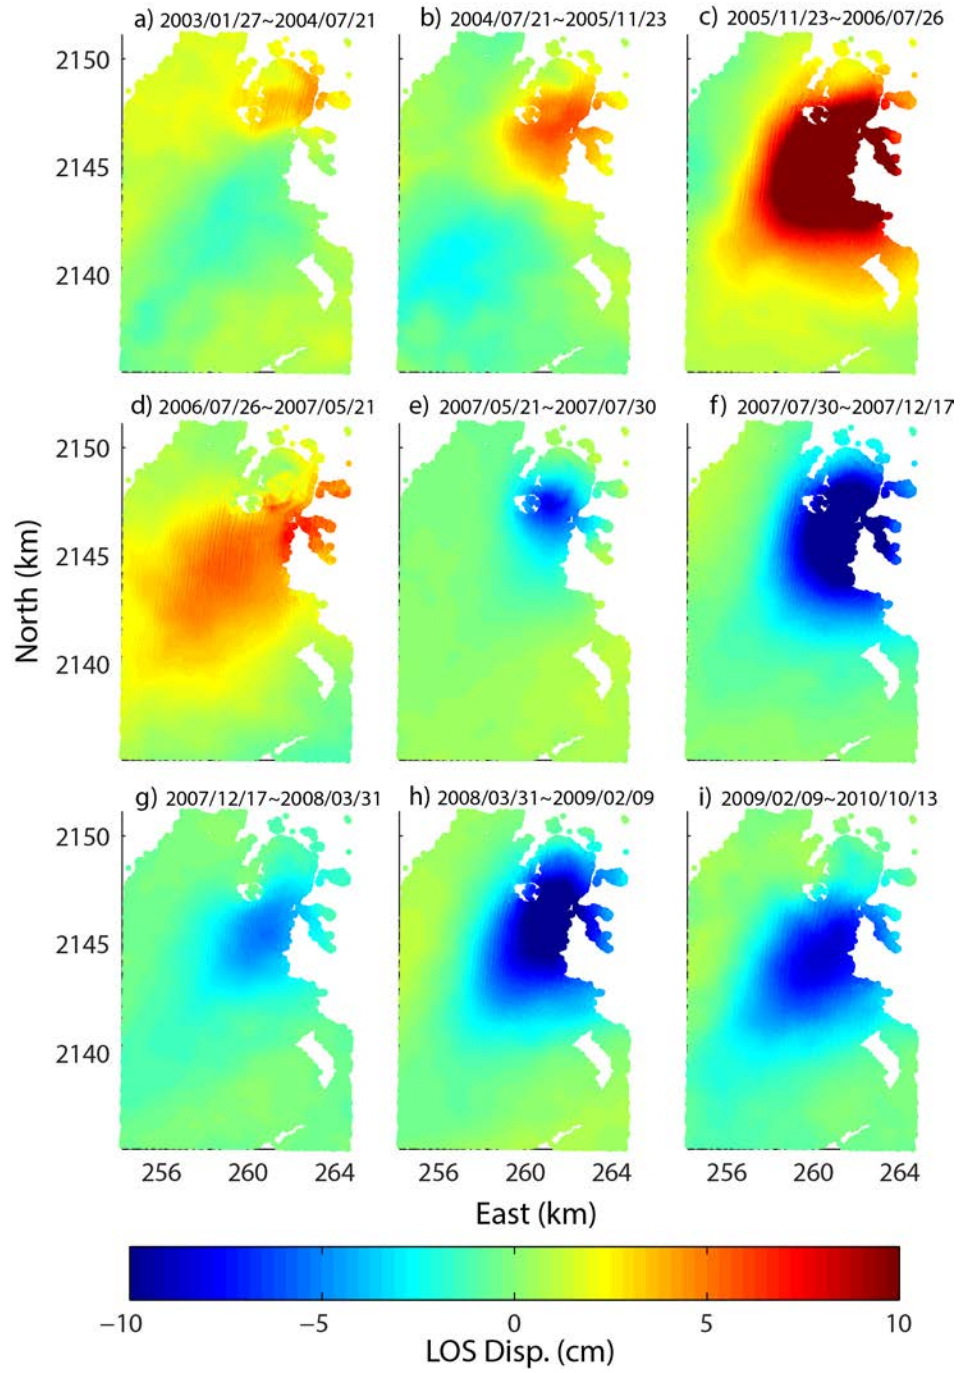 a) 2003/01/27~2004/07/21
b) 2004/07/21~2005/11/23
c) 2005/11/23~2006/07/26
2150
2145
2140
d) 2006/07/26~2007/05/21
e) 2007/05/21~2007/07/30
f) 2007/07/30~2007/12/17
2150
2145
2140
North (km)
g) 2007/12/17~2008/03/31
h) 2008/03/31~2009/02/09
i) 2009/02/09~2010/10/13
2150
2145
2140
256 260 264
256 260 264
256 260 264
East (km)
−10 −5 0 5 10
LOS Disp. (cm)